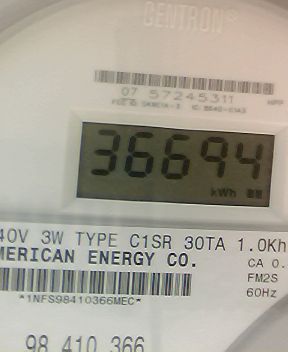 CENTRON®
07 57245311
36694
kWh
40V 3W TYPE C1SR 30TA 1.0Kh
MERICAN ENERGY CO.
CA 0.
FM2S
*1NFS98410366MEC*
60Hz
98 410 366